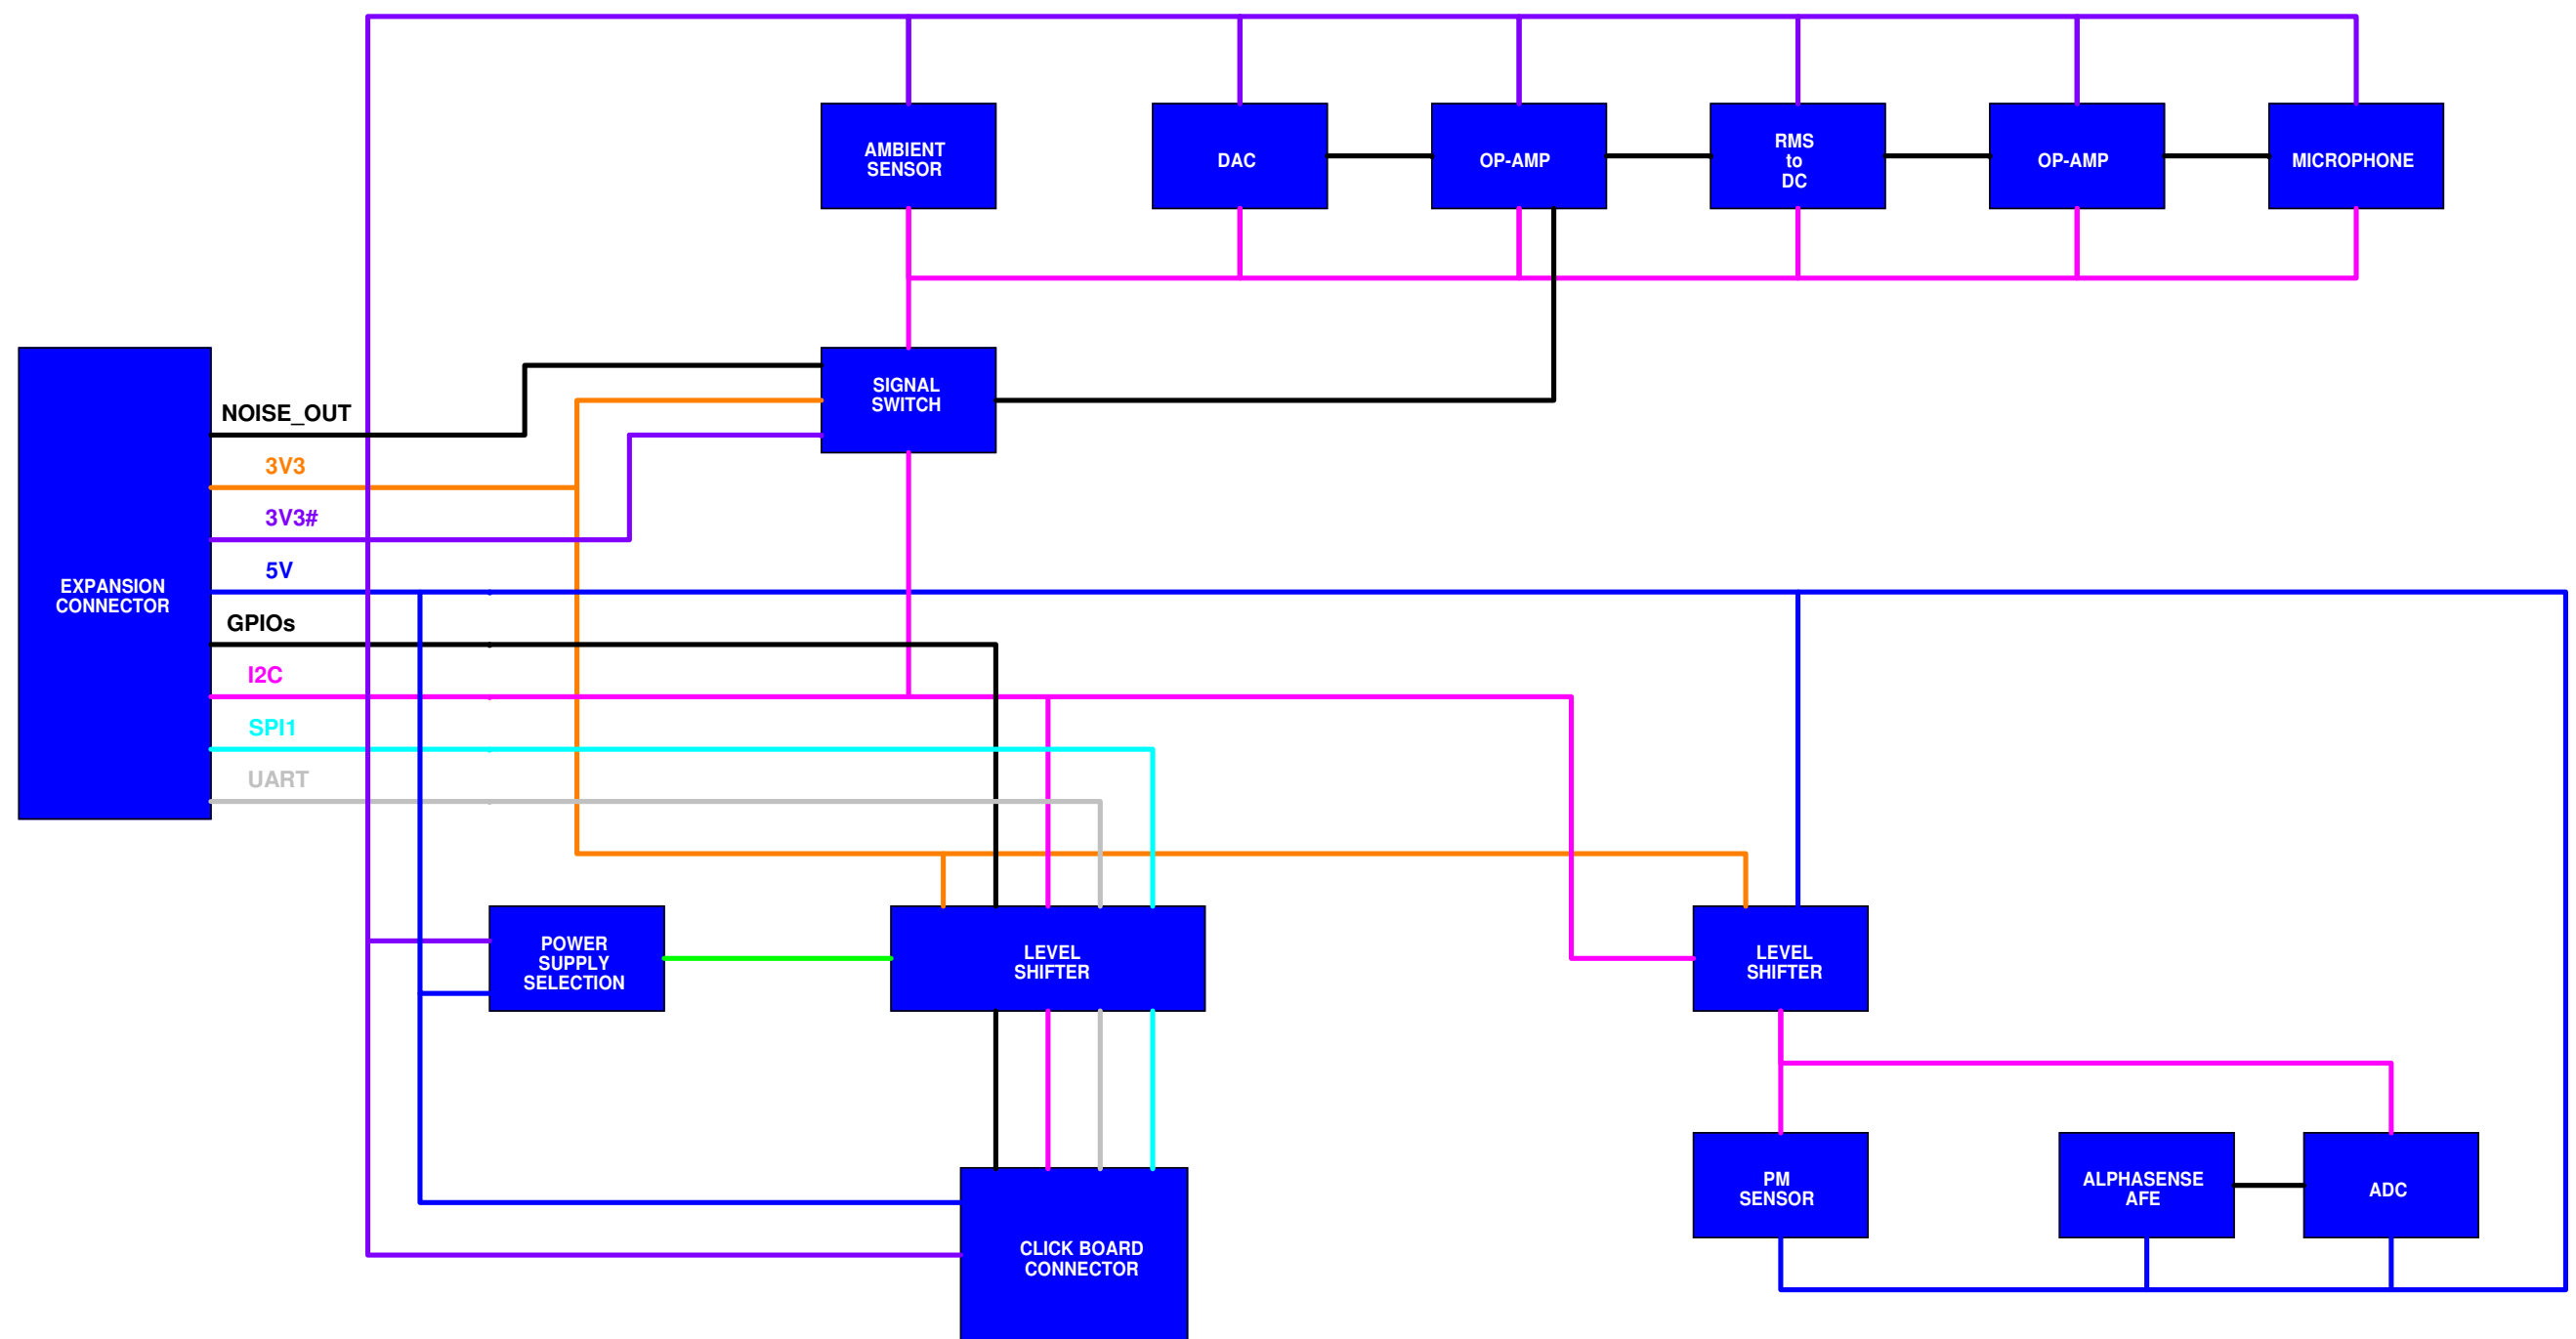 AMBIENT
SENSOR
DAC
OP-AMP
RMS
to
DC
OP-AMP
MICROPHONE
SIGNAL
SWITCH
EXPANSION
CONNECTOR
NOISE_OUT
3V3
3V3#
5V
GPIOs
I2C
SPI1
UART
POWER
SUPPLY
SELECTION
LEVEL
SHIFTER
LEVEL
SHIFTER
PM
SENSOR
ALPHASENSE
AFE
ADC
CLICK BOARD
CONNECTOR